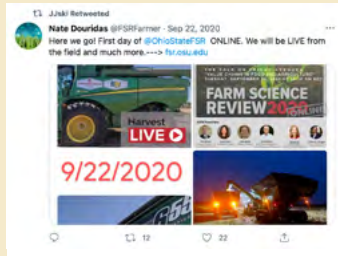 JJski Retweeted
Nate Douridas @FSRFarmer · Sep 22, 2020
Here we go! First day of @OhioStateFSR ONLINE. We will be LIVE from
the field and much more.---> fsr.osu.edu
Harvest
LIVE
FARM SCIENCE
REVIEW 2020
9/22/2020
12
22